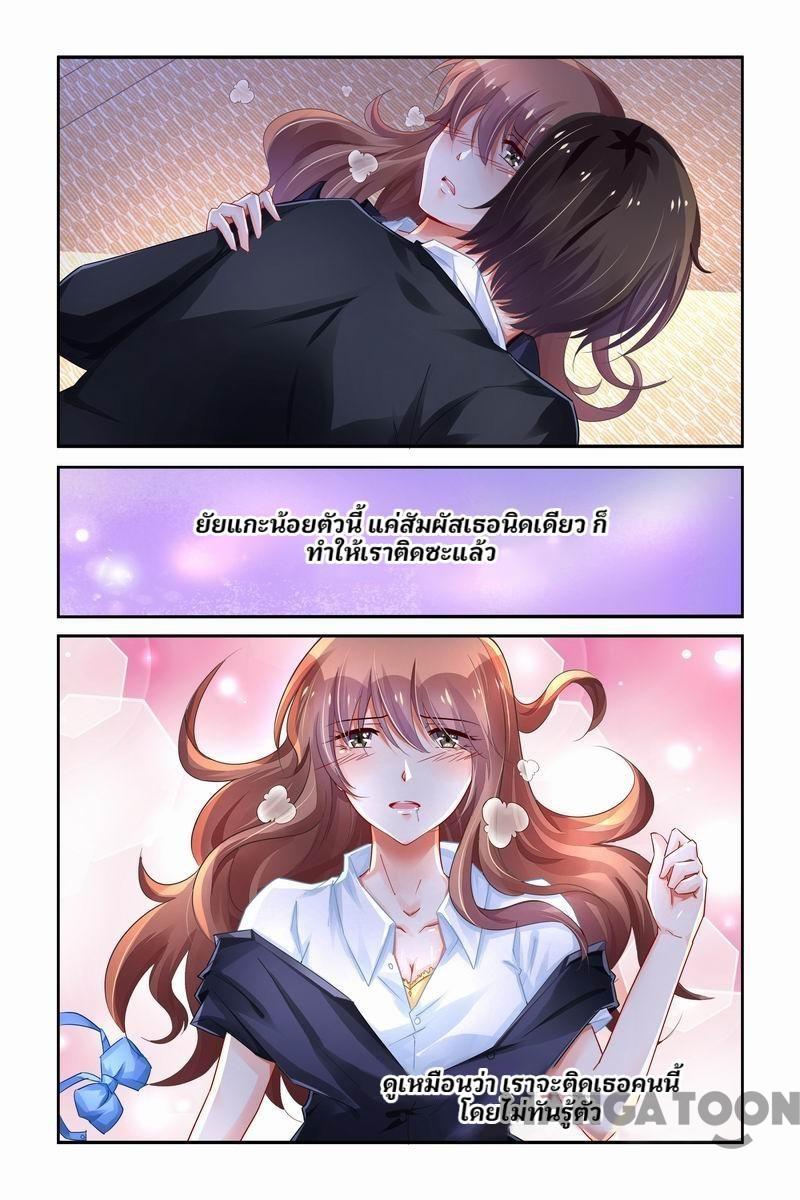 ยัยแกะน้อยตัวนี้ แค่สัมผัสเธอนิดเดียว ก็
ทำให้เราติดซะแล้ว
ดูเหมือนว่า เราจะติดเธอคนนี้
โดยไม่ทันรู้ตัว
MANGATOON